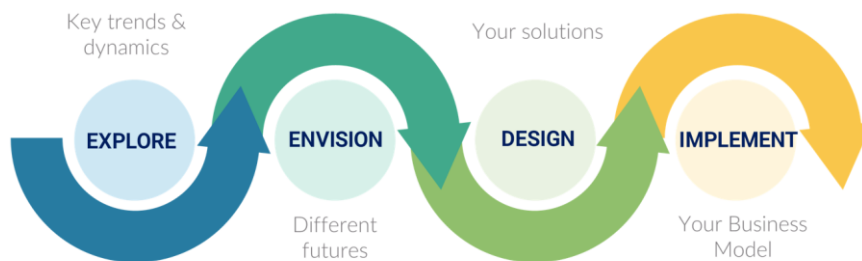 Key trends &
dynamics
EXPLORE
ENVISION
Different
futures
Your solutions
DESIGN
IMPLEMENT
Your Business
Model